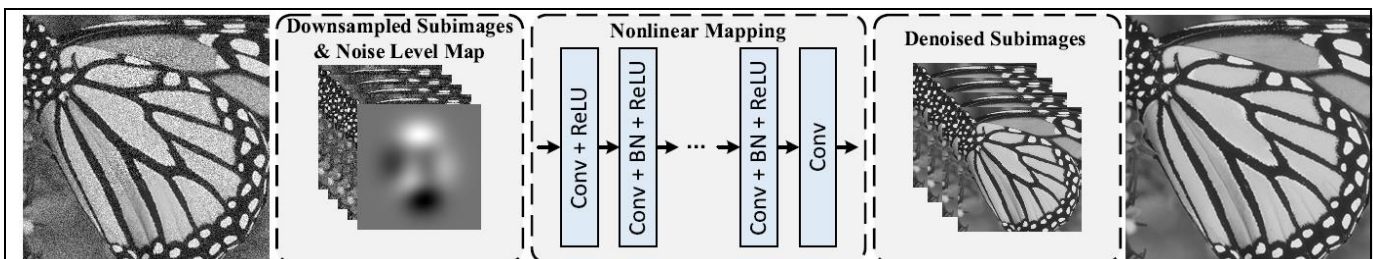 Downsampled Subimages
& Noise Level Map
Nonlinear Mapping
Conv + ReLU
Conv + BN + ReLU
...
Conv + BN + ReLU
Conv
Denoised Subimages